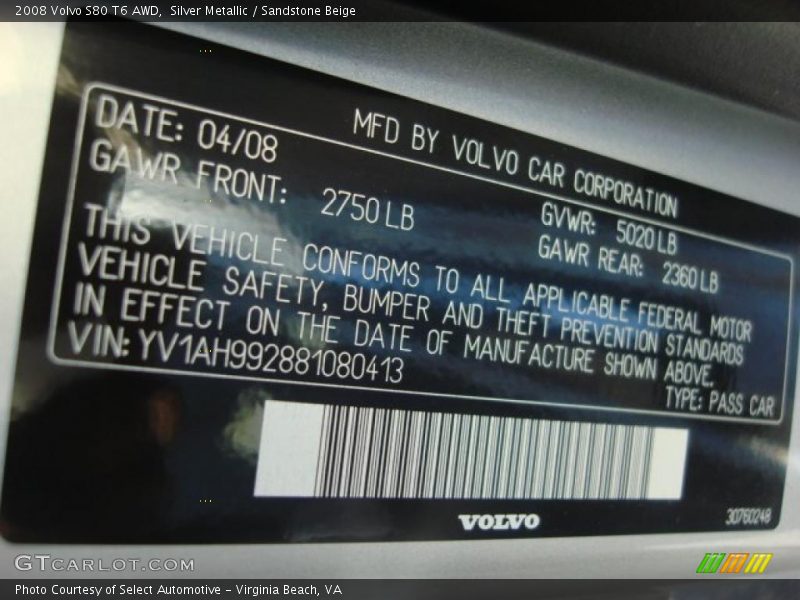 2008 Volvo S80 T6 AWD,  Silver Metallic / Sandstone Beige
MFD BY VOLVO CAR CORPORATION
DATE: 04/08
GVWR: 5020 LB
GAWR FRONT: 2750 LB
GAWR REAR: 2360 LB
THIS VEHICLE CONFORMS TO ALL APPLICABLE FEDERAL MOTOR
VEHICLE SAFETY, BUMPER AND THEFT PREVENTION STANDARDS
IN EFFECT ON THE DATE OF MANUFACTURE SHOWN ABOVE.
VIN: YV1AH992881080413
TYPE: PASS CAR
VOLVO
30760248
GTCARLOT.COM
Photo Courtesy of Select Automotive – Virginia Beach, VA